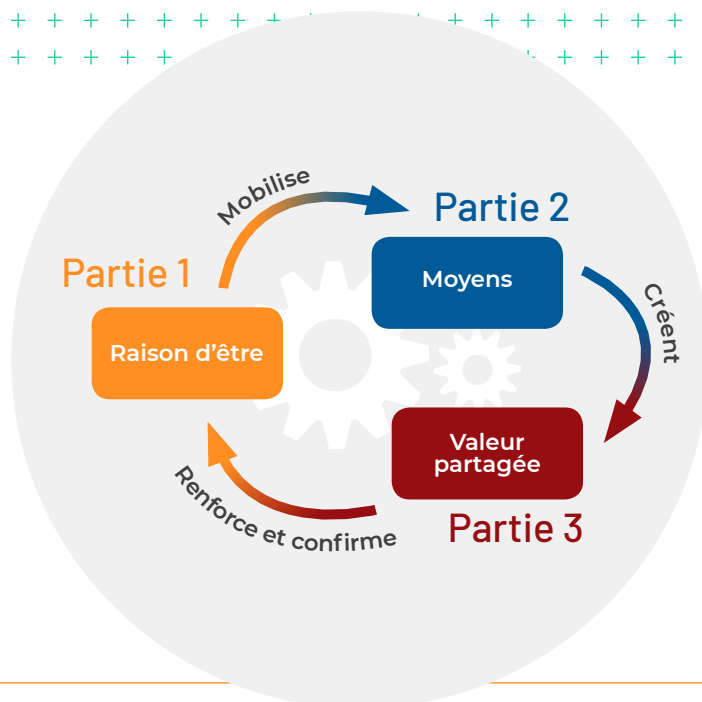 Mobilise
Partie 2
Moyens
Partie 1
Raison d’être
Créent
Valeur
partagée
Partie 3
Renforce et confirme